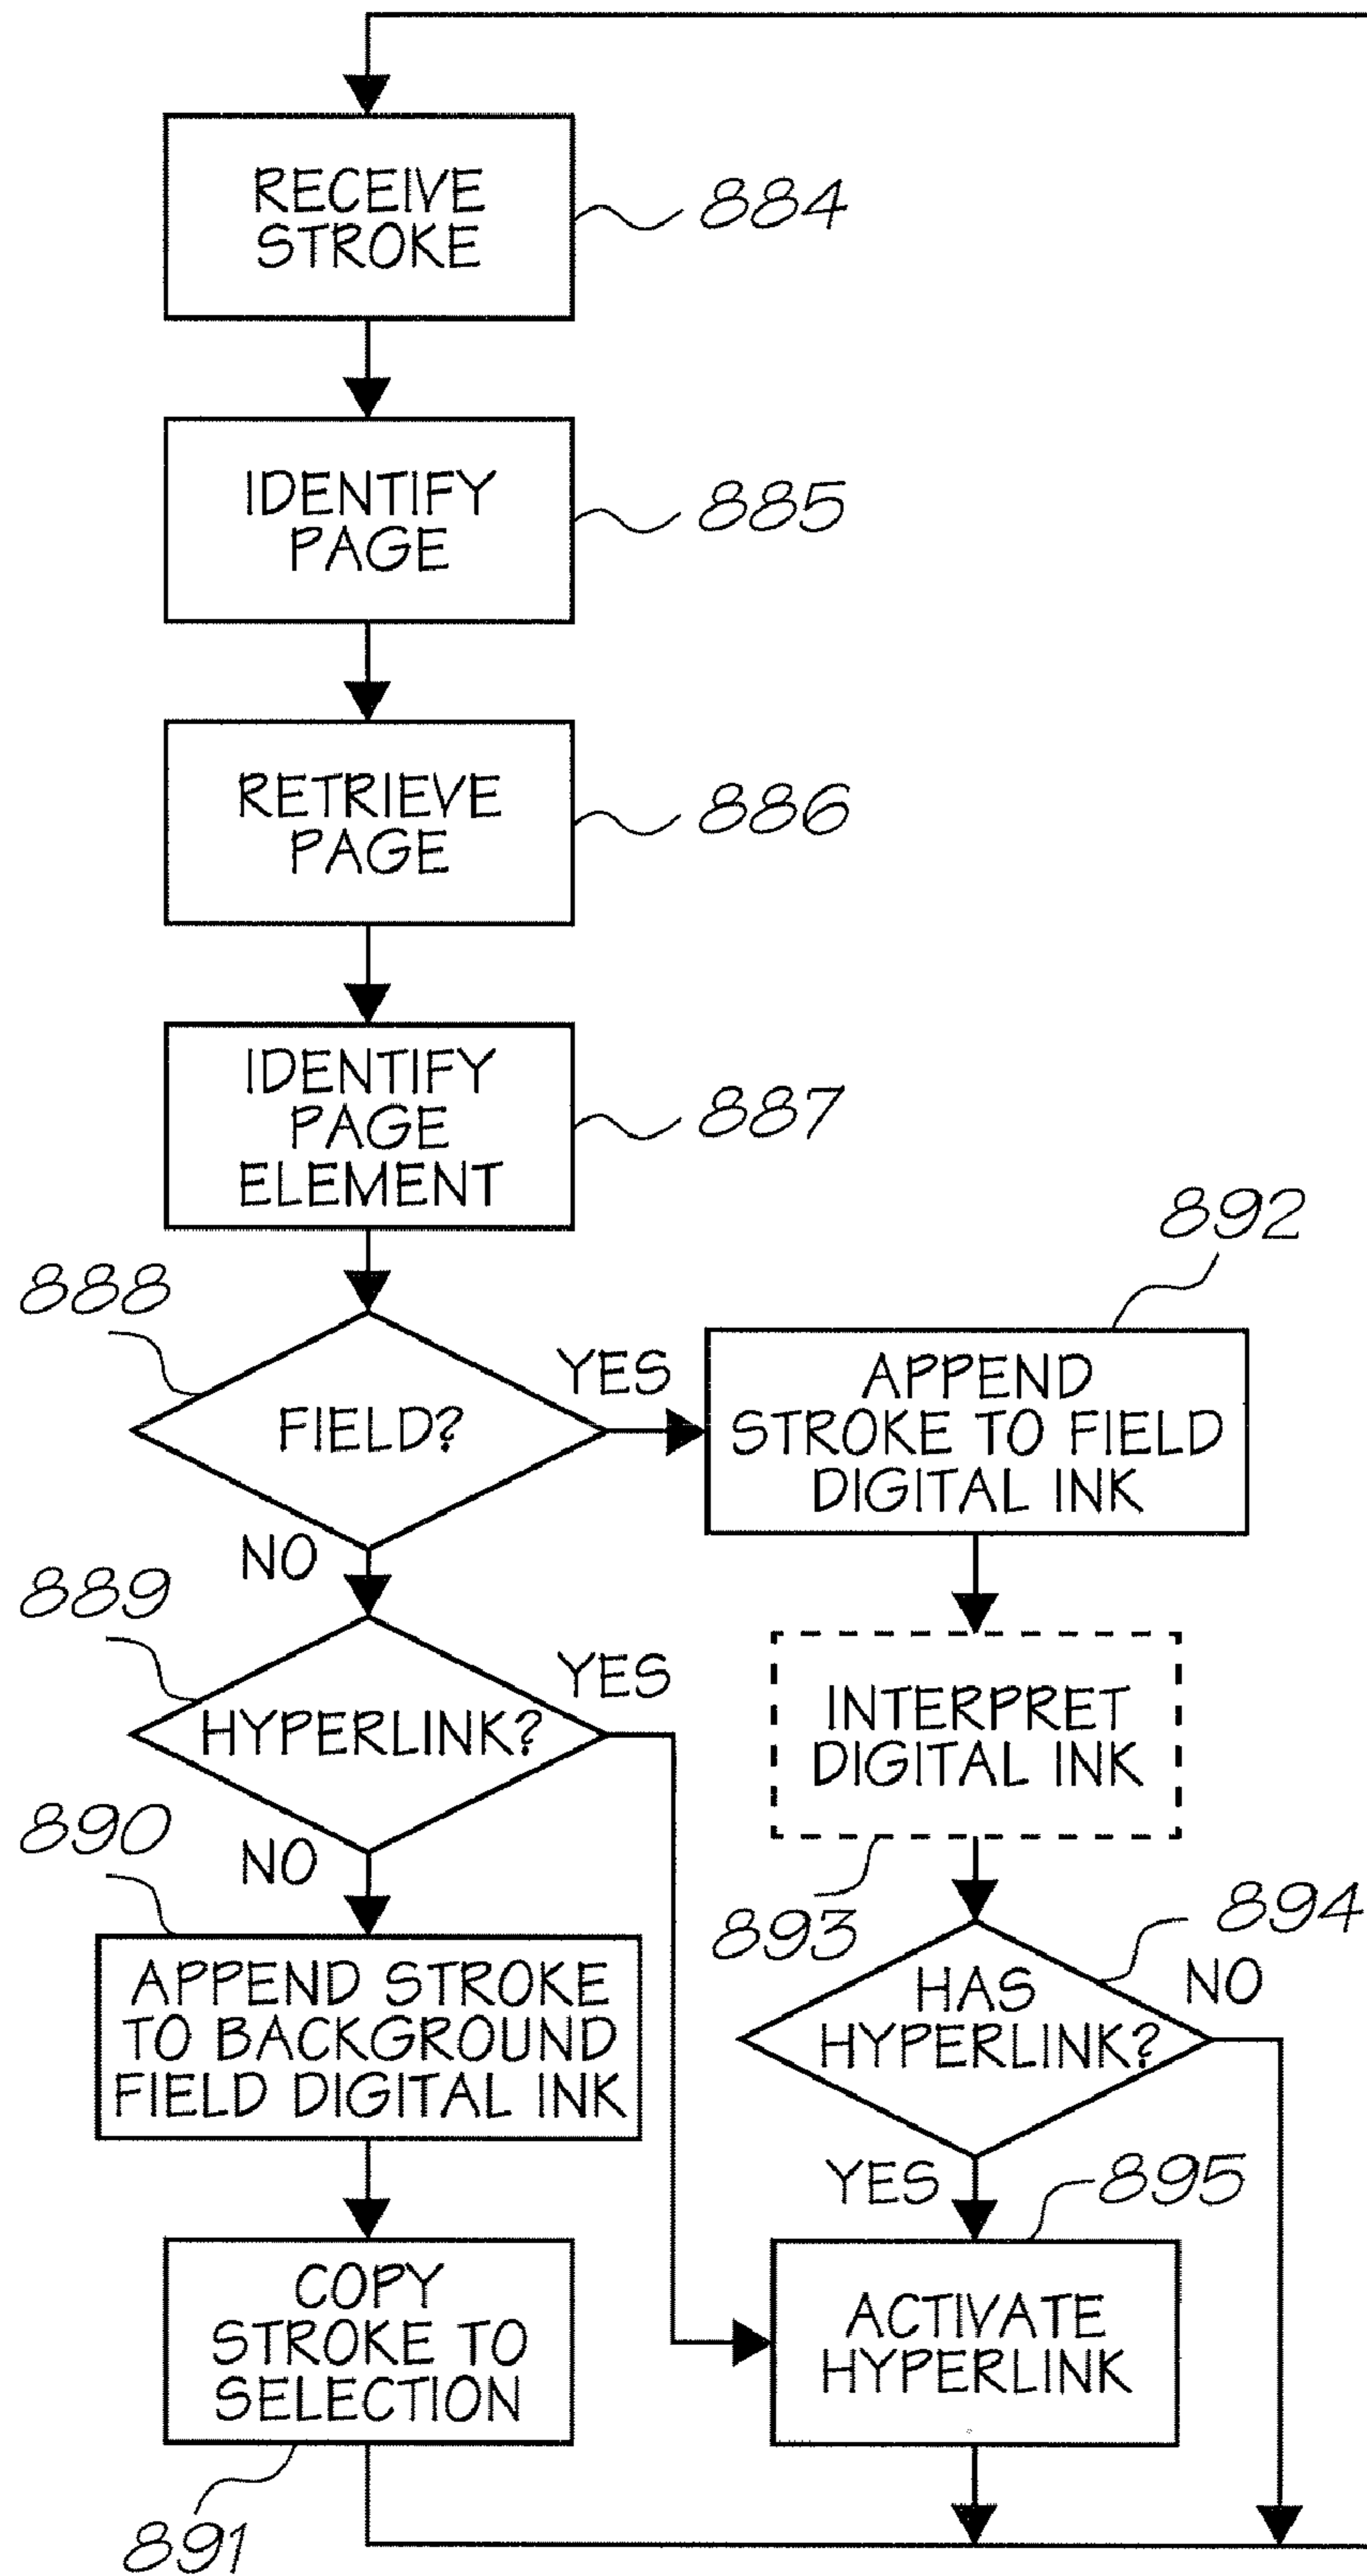 RECEIVE
STROKE
884
IDENTIFY
PAGE
885
RETRIEVE
PAGE
886
IDENTIFY
PAGE
ELEMENT
887
888
FIELD?
YES
NO
892
APPEND
STROKE TO FIELD
DIGITAL INK
889
HYPERLINK?
YES
NO
INTERPRET
DIGITAL INK
893
890
APPEND STROKE
TO BACKGROUND
FIELD DIGITAL INK
894
HAS
HYPERLINK?
NO
YES
895
COPY
STROKE TO
SELECTION
891
ACTIVATE
HYPERLINK